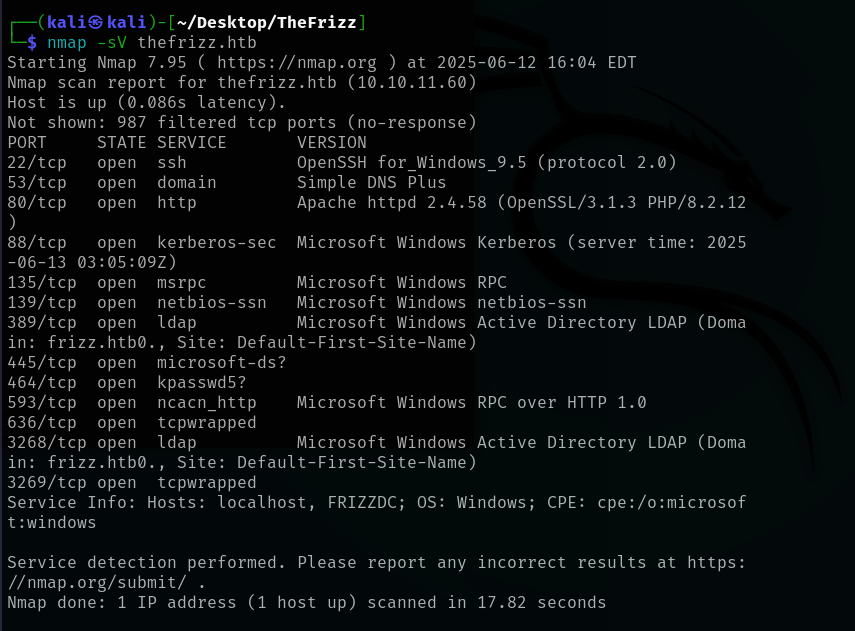 ┌──(kali㉿kali)-[~/Desktop/TheFrizz]
└─$ nmap -sV thefrizz.htb
Starting Nmap 7.95 ( https://nmap.org ) at 2025-06-12 16:04 EDT
Nmap scan report for thefrizz.htb (10.10.11.60)
Host is up (0.086s latency).
Not shown: 987 filtered tcp ports (no-response)
PORT     STATE SERVICE       VERSION
22/tcp   open  ssh           OpenSSH for_Windows_9.5 (protocol 2.0)
53/tcp   open  domain        Simple DNS Plus
80/tcp   open  http          Apache httpd 2.4.58 (OpenSSL/3.1.3 PHP/8.2.12
)
88/tcp   open  kerberos-sec  Microsoft Windows Kerberos (server time: 2025
-06-13 03:05:09Z)
135/tcp  open  msrpc         Microsoft Windows RPC
139/tcp  open  netbios-ssn   Microsoft Windows netbios-ssn
389/tcp  open  ldap          Microsoft Windows Active Directory LDAP (Doma
in: frizz.htb0., Site: Default-First-Site-Name)
445/tcp  open  microsoft-ds?
464/tcp  open  kpasswd5?
593/tcp  open  ncacn_http    Microsoft Windows RPC over HTTP 1.0
636/tcp  open  tcpwrapped
3268/tcp open  ldap          Microsoft Windows Active Directory LDAP (Doma
in: frizz.htb0., Site: Default-First-Site-Name)
3269/tcp open  tcpwrapped
Service Info: Hosts: localhost, FRIZZDC; OS: Windows; CPE: cpe:/o:microsof
t:windows

Service detection performed. Please report any incorrect results at https:
//nmap.org/submit/ .
Nmap done: 1 IP address (1 host up) scanned in 17.82 seconds